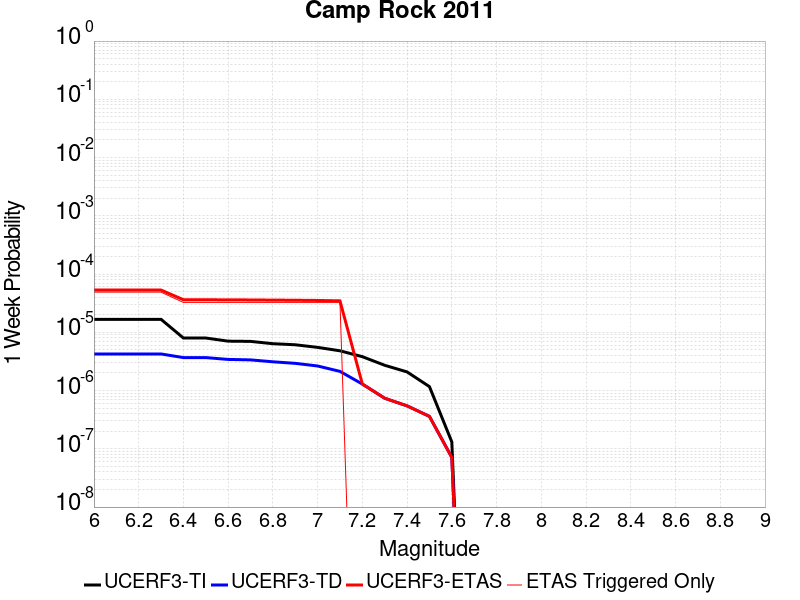 Camp Rock 2011
10^0
10^-1
10^-2
10^-3
10^-4
10^-5
10^-6
10^-7
10^-8
1 Week Probability
6 6.2 6.4 6.6 6.8 7 7.2 7.4 7.6 7.8 8 8.2 8.4 8.6 8.8 9
Magnitude
UCERF3-TI UCERF3-TD UCERF3-ETAS ETAS Triggered Only